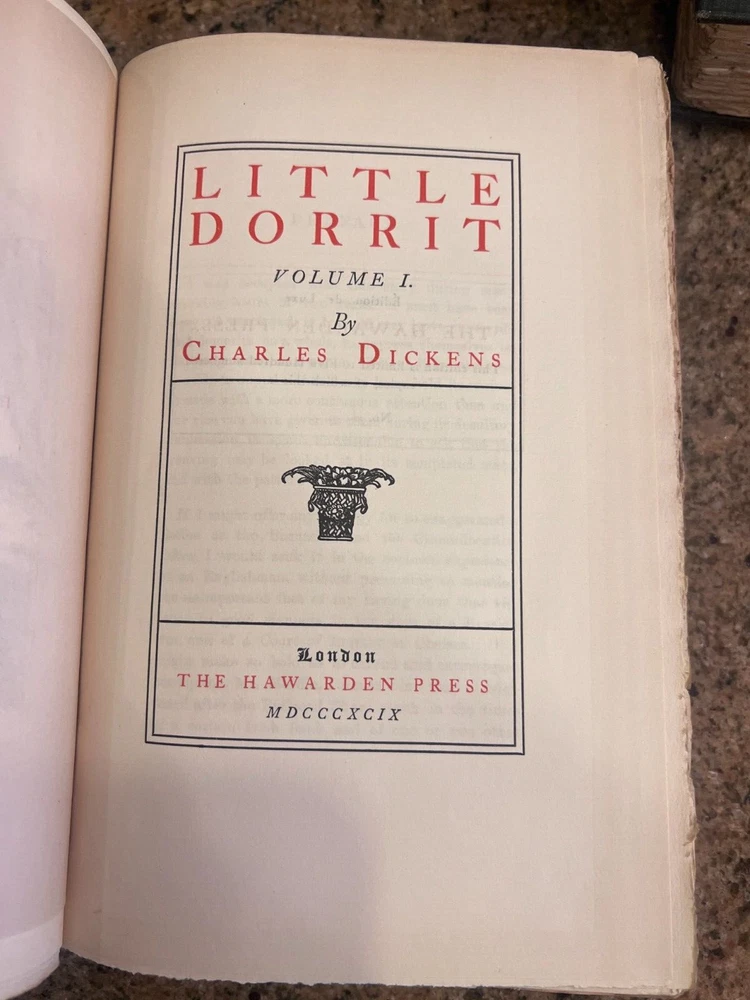 LITTLE
DORRIT
VOLUME I.
By
CHARLES DICKENS
London
THE HAWARDEN PRESS
MDCCCXCIX